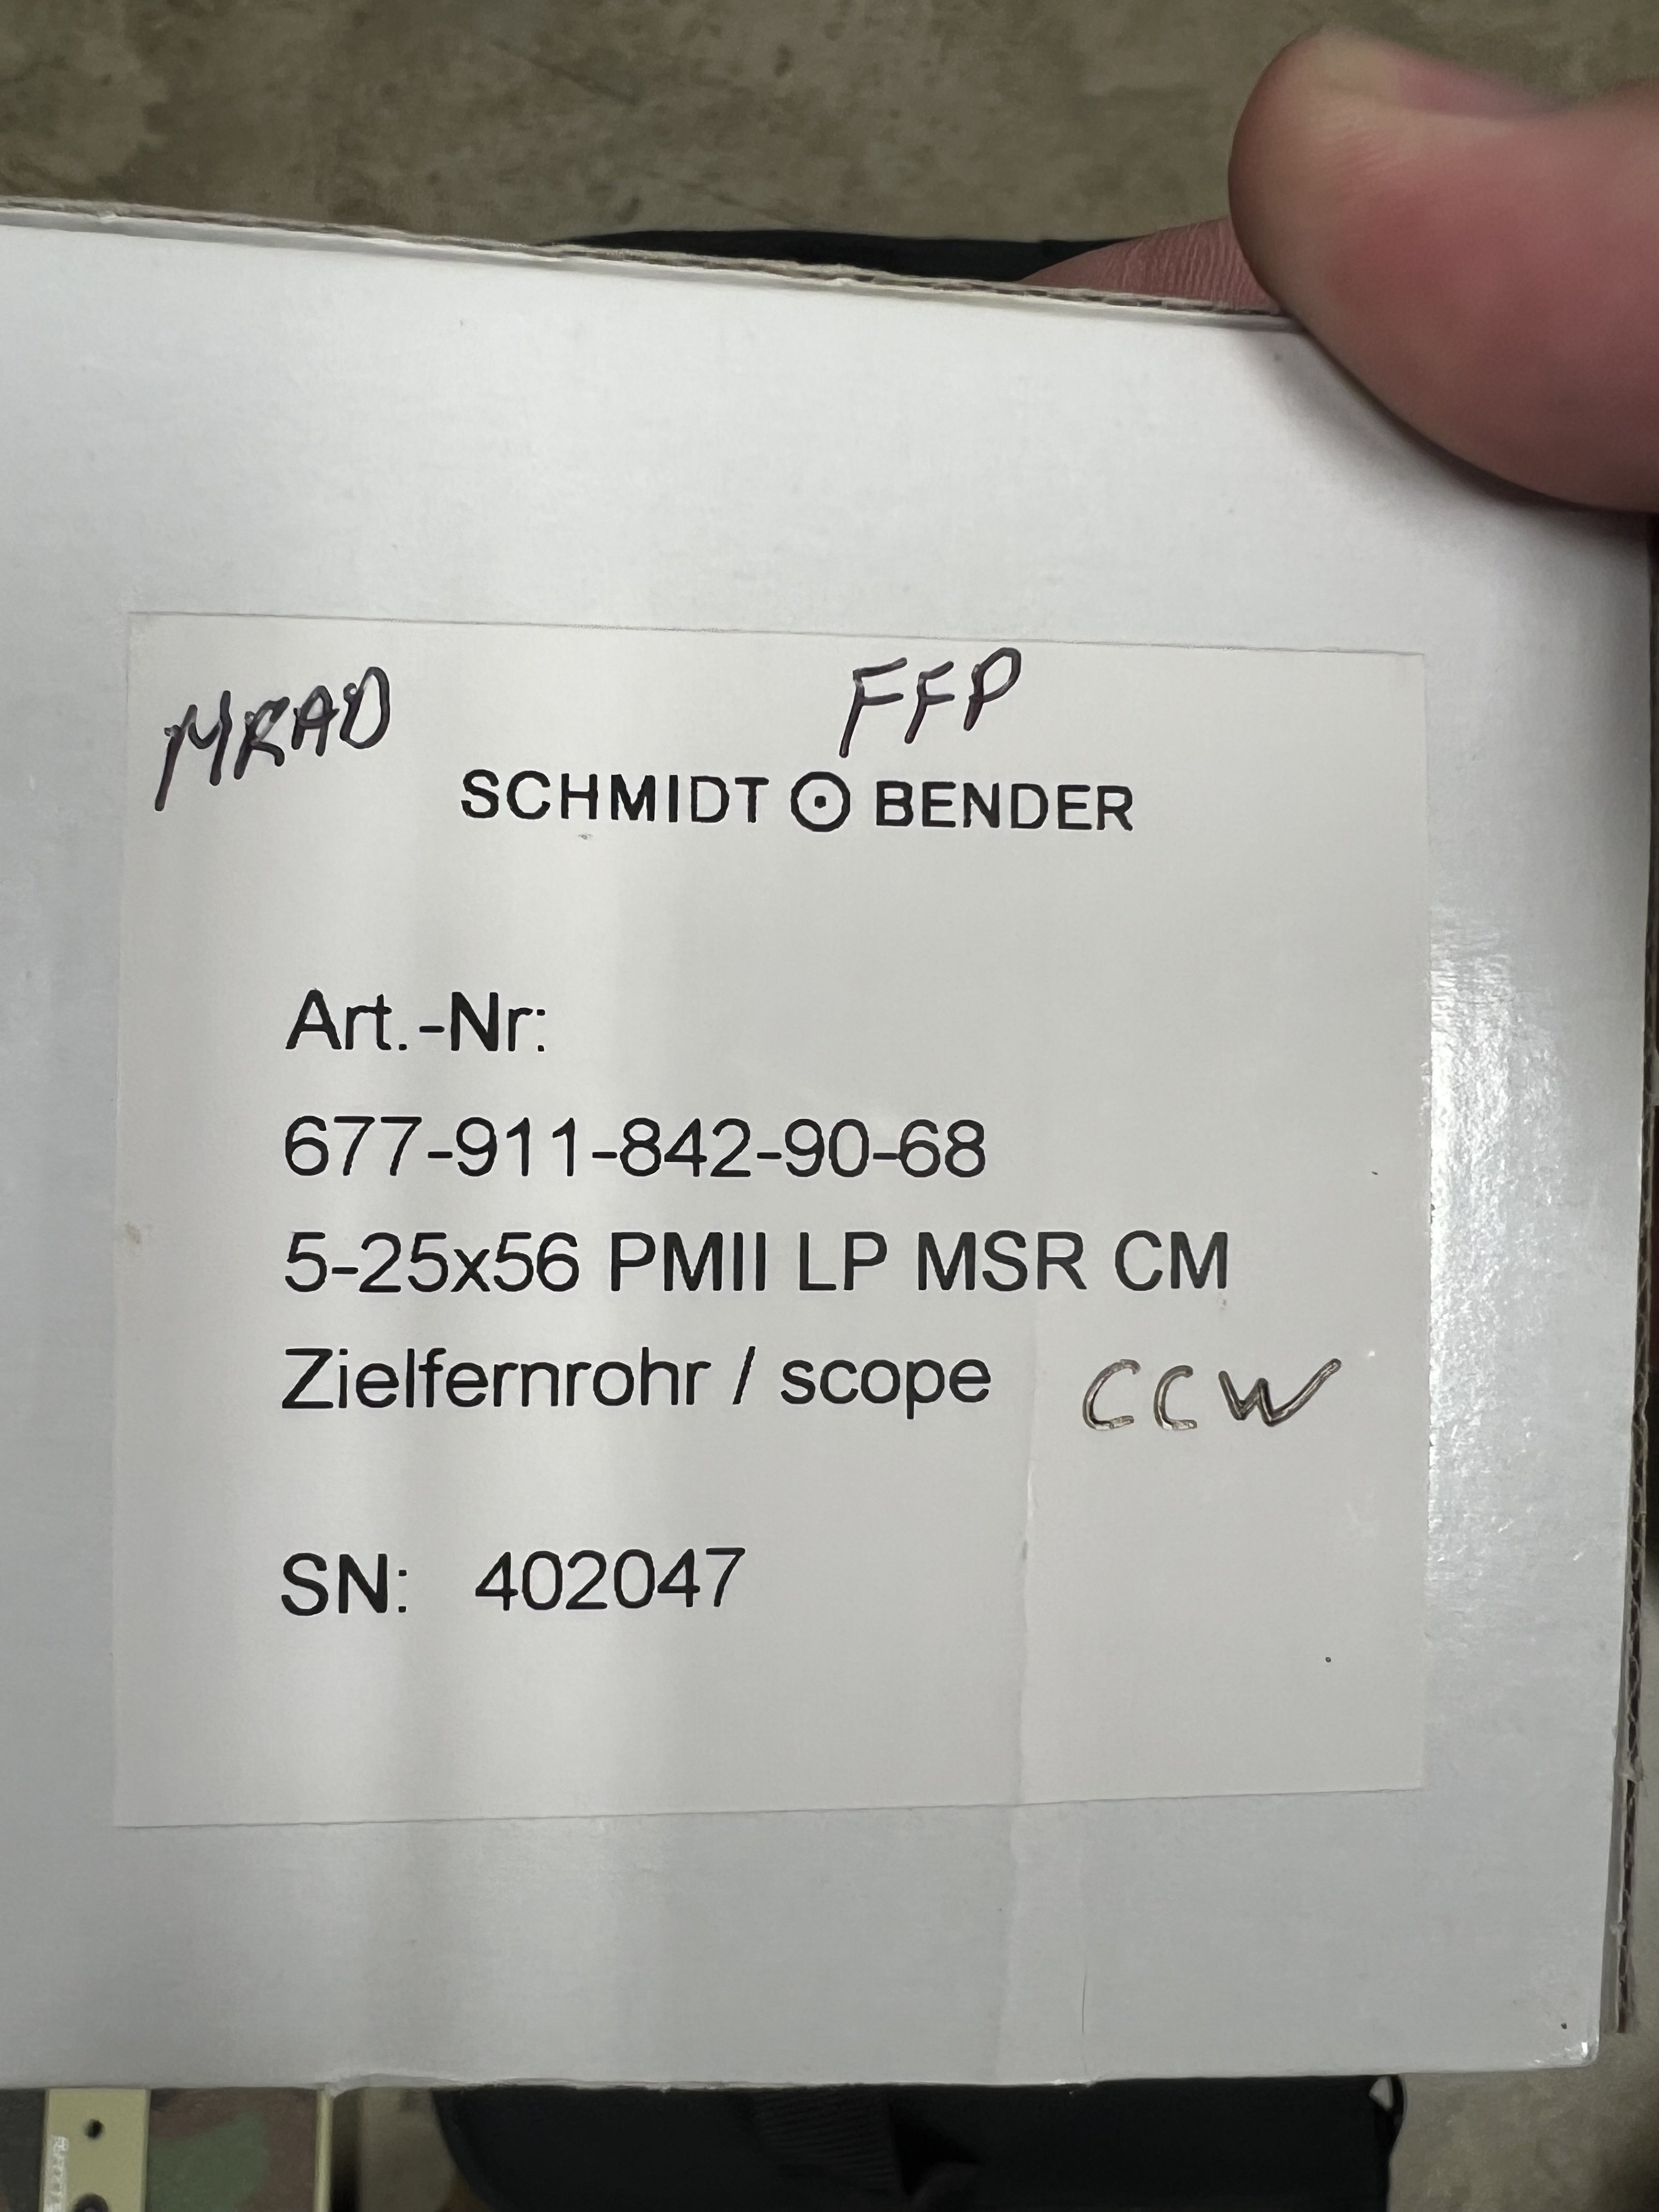 MRAD
FFP
SCHMIDT BENDER
Art.-Nr:
677-911-842-90-68
5-25x56 PMII LP MSR CM
Zielfernrohr / scope CCW
SN: 402047